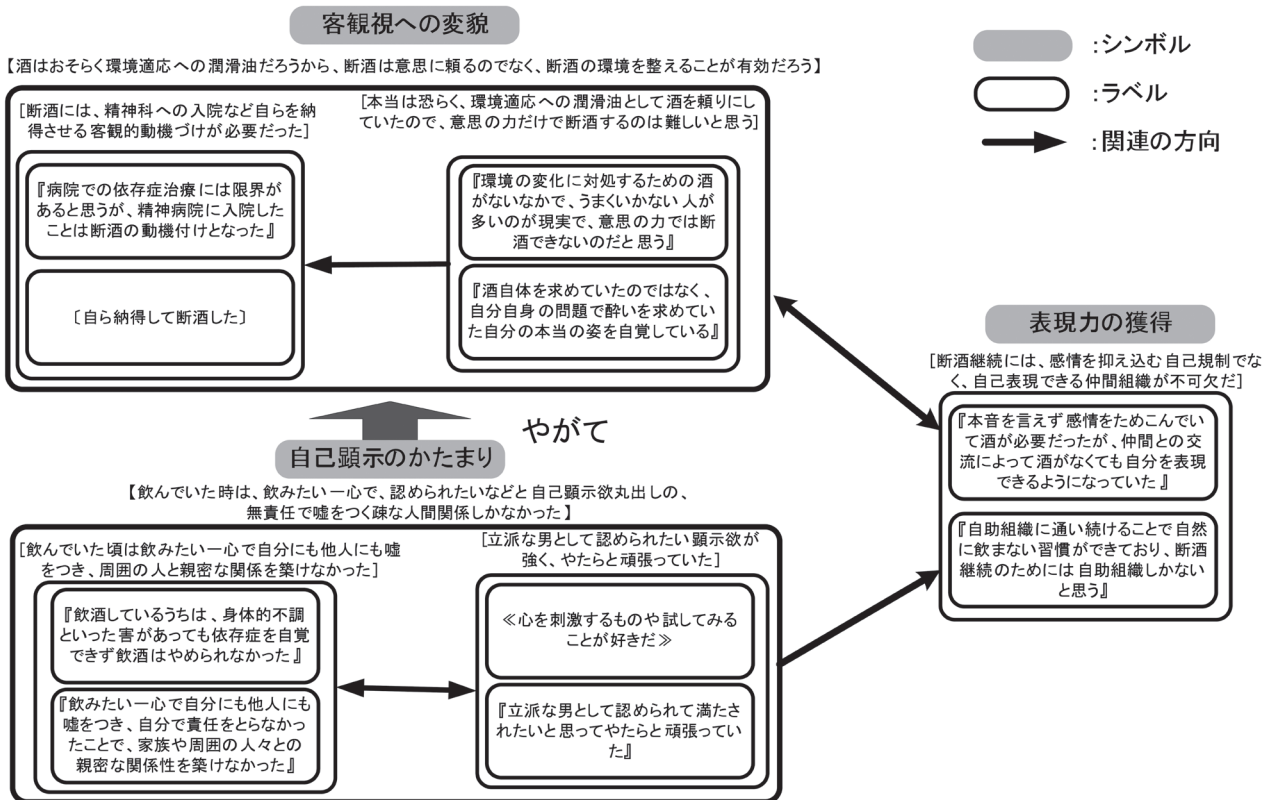 客観視への変貌
【酒はおそらく環境適応への潤滑油だろうから、断酒は意思に頼るのでなく、断酒の環境を整えることが有効だろう】
[断酒には、精神科への入院など自らを納
得させる客観的動機づけが必要だった]
『病院での依存症治療には限界が
あると思うが、精神病院に入院した
ことは断酒の動機付けとなった』
〔自ら納得して断酒した〕
[本当は恐らく、環境適応への潤滑油として酒を頼りにし
ていたので、意思の力だけで断酒するのは難しいと思う]
『環境の変化に対処するための酒
がないなかで、うまくいかない人が
多いのが現実で、意思の力では断
酒できないのだと思う』
『酒自体を求めていたのではなく、
自分自身の問題で酔いを求めてい
た自分の本当の姿を自覚している』
:シンボル
:ラベル
:関連の方向
表現力の獲得
[断酒継続には、感情を抑え込む自己規制でな
く、自己表現できる仲間組織が不可欠だ]
『本音を言えず感情をためこんでい
て酒が必要だったが、仲間との交
流によって酒がなくても自分を表現
できるようになっていた』
『自助組織に通い続けることで自然
に飲まない習慣ができており、断酒
継続のためには自助組織しかない
と思う』
やがて
自己顕示のかたまり
【飲んでいた時は、飲みたい一心で、認められたいなどと自己顕示欲丸出しの、
無責任で嘘をつく疎な人間関係しかなかった】
[飲んでいた頃は飲みたい一心で自分にも他人にも嘘
をつき、周囲の人と親密な関係を築けなかった]
『飲酒しているうちは、身体的不調
といった害があっても依存症を自覚
できず飲酒はやめられなかった』
『飲みたい一心で自分にも他人にも
嘘をつき、自分で責任をとらなかっ
たことで、家族や周囲の人々との
親密な関係性を築けなかった』
[立派な男として認められたい顕示欲が
強く、やたらと頑張っていた]
≪心を刺激するものや試してみる
ことが好きだ≫
『立派な男として認められて満たさ
れたいと思ってやたらと頑張ってい
た』